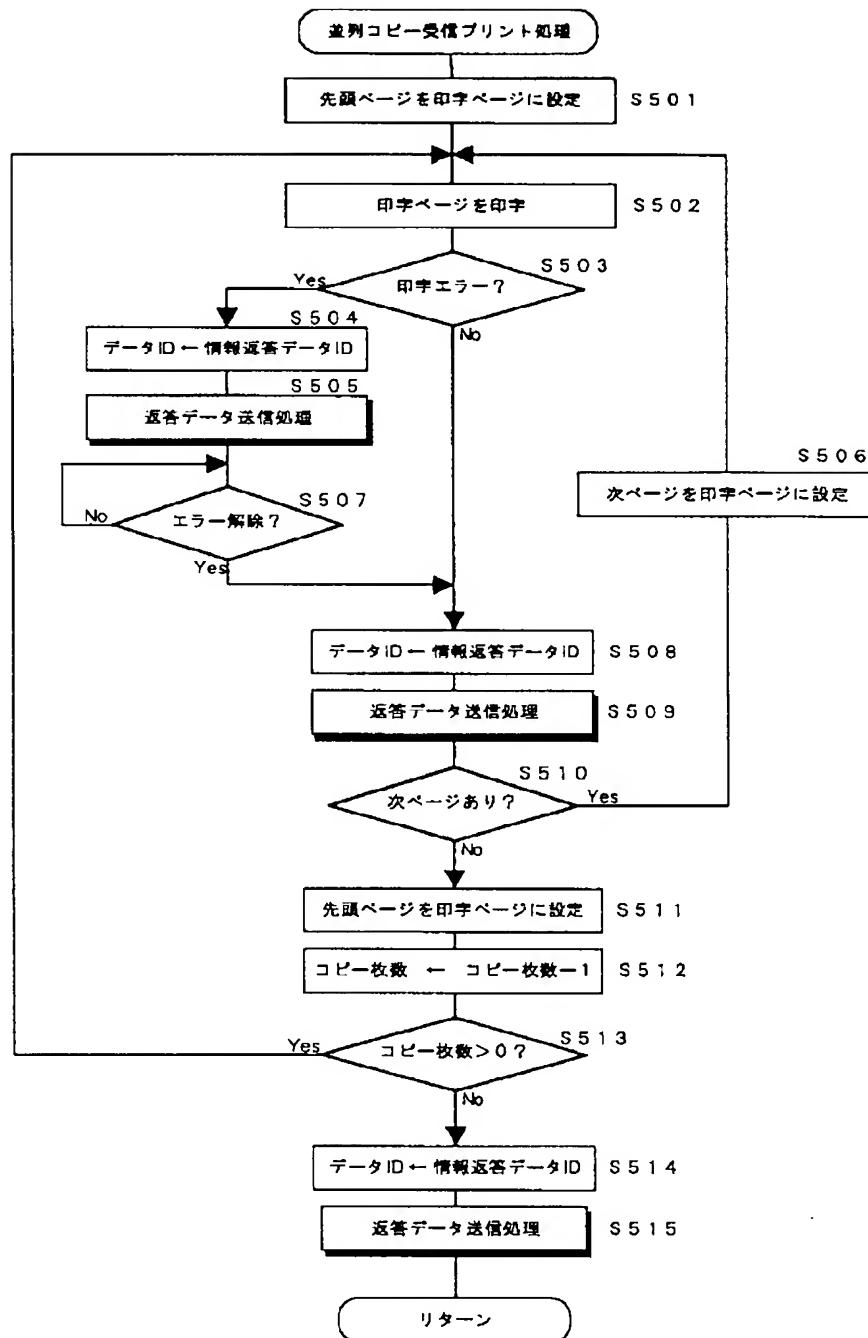 並列コピー受信プリント処理
先頭ページを印字ページに設定 S501
印字ページを印字 S502
S503
Yes 印字エラー？
No
S504
データID ← 情報返答データID
S505
返答データ送信処理
S506
次ページを印字ページに設定
S507
No エラー解除？
Yes
データID ← 情報返答データID S508
返答データ送信処理 S509
S510
次ページあり？ Yes
No
先頭ページを印字ページに設定 S511
コピー枚数 ← コピー枚数－1 S512
S513
Yes コピー枚数＞0？
No
データID ← 情報返答データID S514
返答データ送信処理 S515
リターン